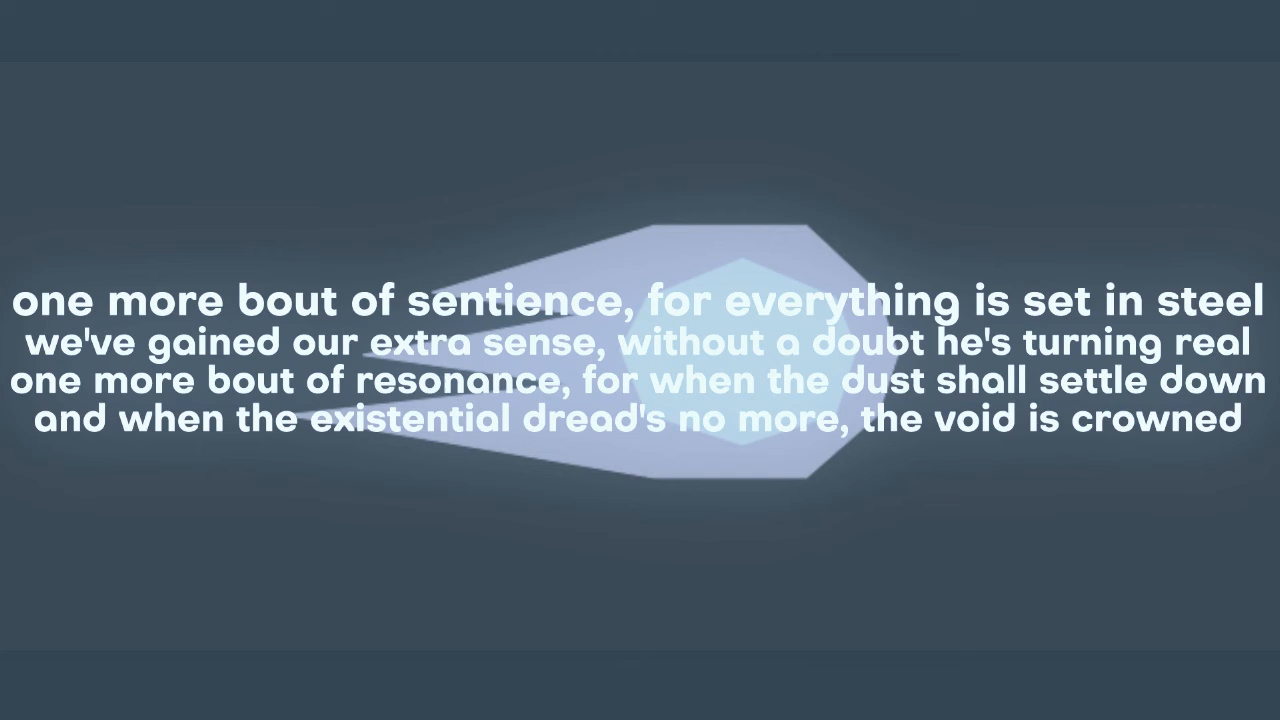 one more bout of sentience, for everything is set in steel
we've gained our extra sense, without a doubt he's turning real
one more bout of resonance, for when the dust shall settle down
and when the existential dread's no more, the void is crowned